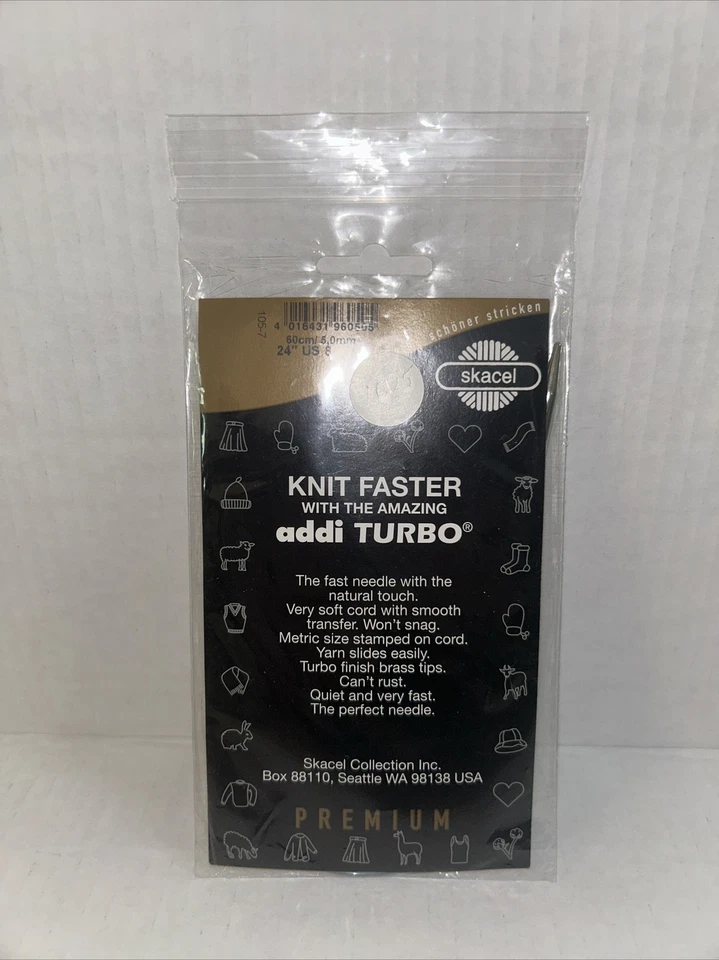 105-7
4 016431 960505
60cm/ 5,0mm
24" US 8
schöner stricken
skacel
KNIT FASTER
WITH THE AMAZING
addi TURBO®
The fast needle with the
natural touch.
Very soft cord with smooth
transfer. Won't snag.
Metric size stamped on cord.
Yarn slides easily.
Turbo finish brass tips.
Can't rust.
Quiet and very fast.
The perfect needle.
Skacel Collection Inc.
Box 88110, Seattle WA 98138 USA
PREMIUM